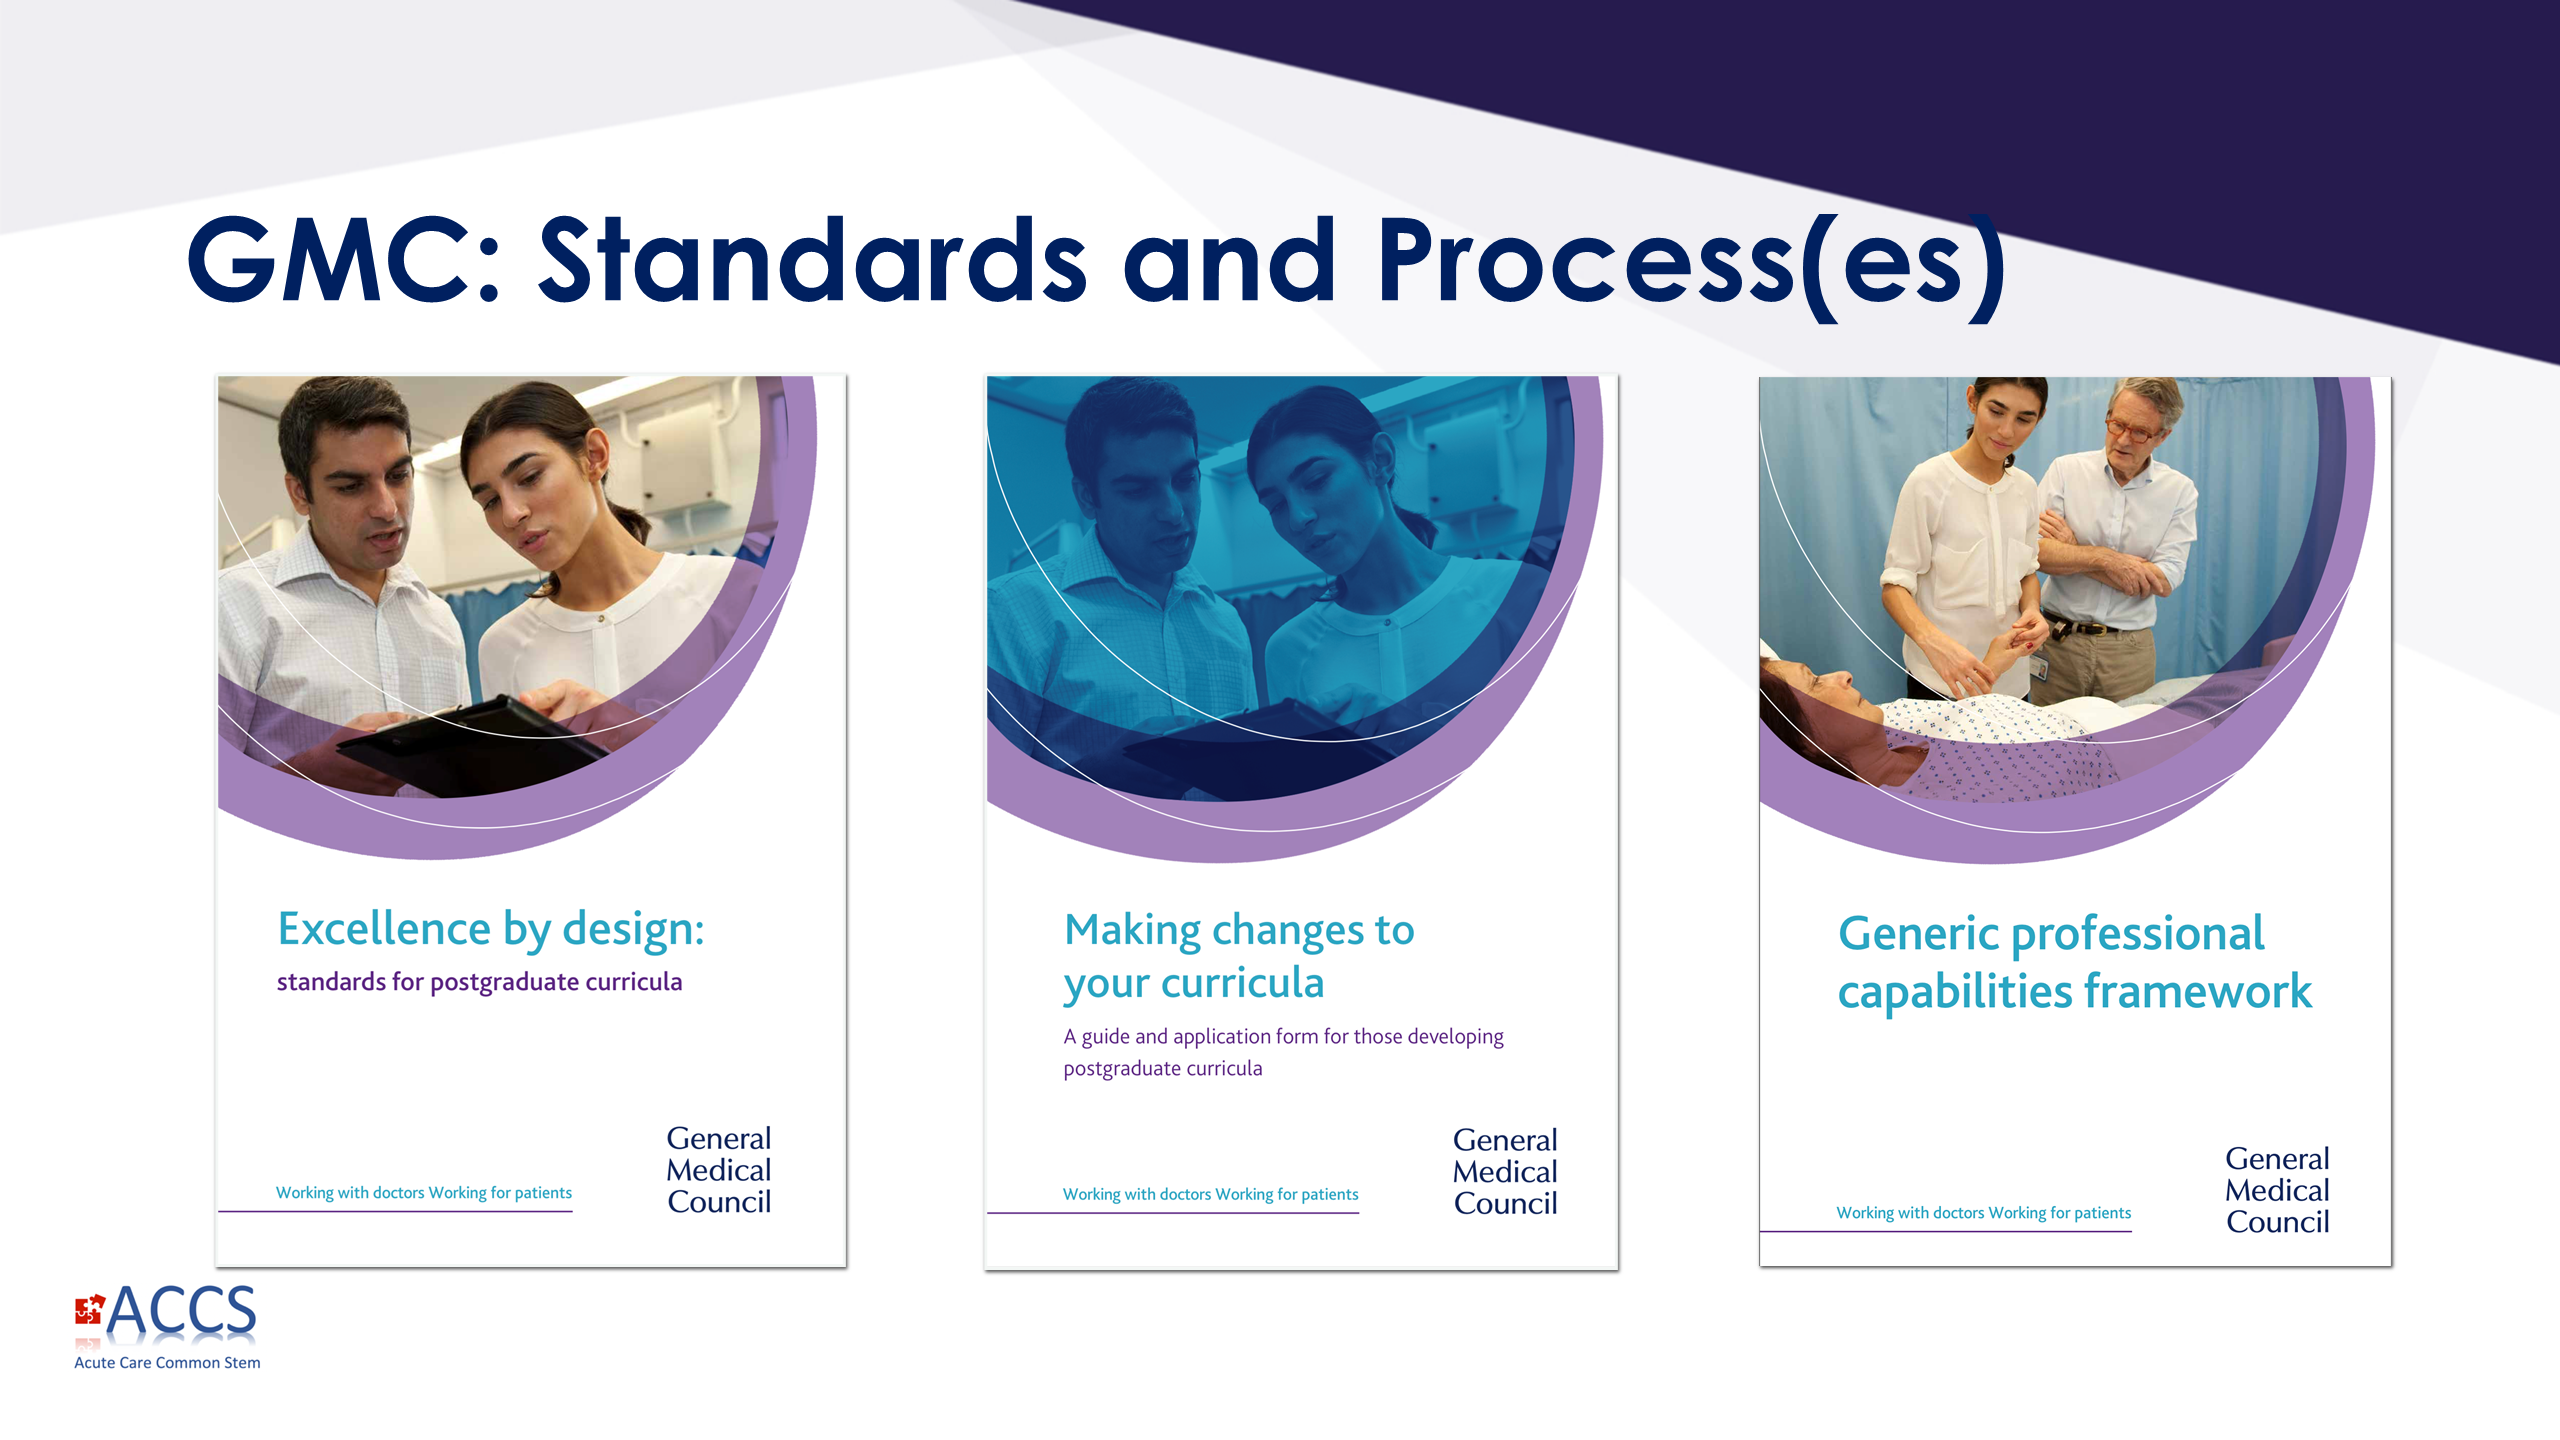 GMC: Standards and Process(es)
Excellence by design:
standards for postgraduate curricula
Working with doctors Working for patients
General
Medical
Council
Making changes to
your curricula
A guide and application form for those developing
postgraduate curricula
Working with doctors Working for patients
General
Medical
Council
Generic professional
capabilities framework
Working with doctors Working for patients
General
Medical
Council
ACCS
Acute Care Common Stem